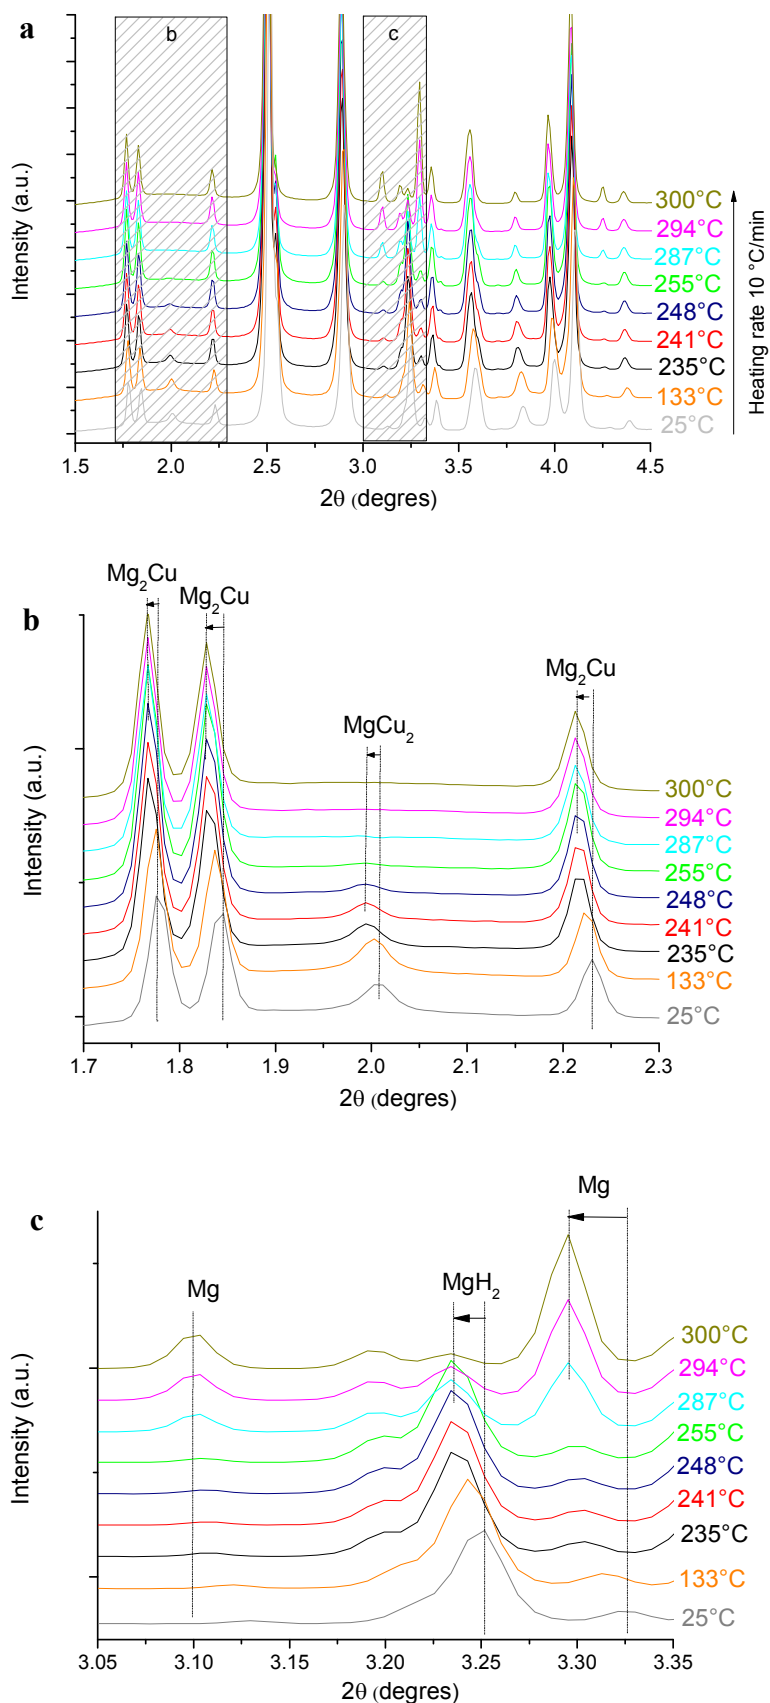 a
b
c
Intensity (a.u.)
300°C
294°C
287°C
255°C
248°C
241°C
235°C
133°C
25°C
Heating rate 10 °C/min
1.5 2.0 2.5 3.0 3.5 4.0 4.5
2θ (degres)
b
Mg₂Cu
Mg₂Cu
Mg₂Cu
MgCu₂
Intensity (a.u.)
300°C
294°C
287°C
255°C
248°C
241°C
235°C
133°C
25°C
1.7 1.8 1.9 2.0 2.1 2.2 2.3
2θ (degres)
c
Mg
Mg
MgH₂
Intensity (a.u.)
300°C
294°C
287°C
255°C
248°C
241°C
235°C
133°C
25°C
3.05 3.10 3.15 3.20 3.25 3.30 3.35
2θ (degres)